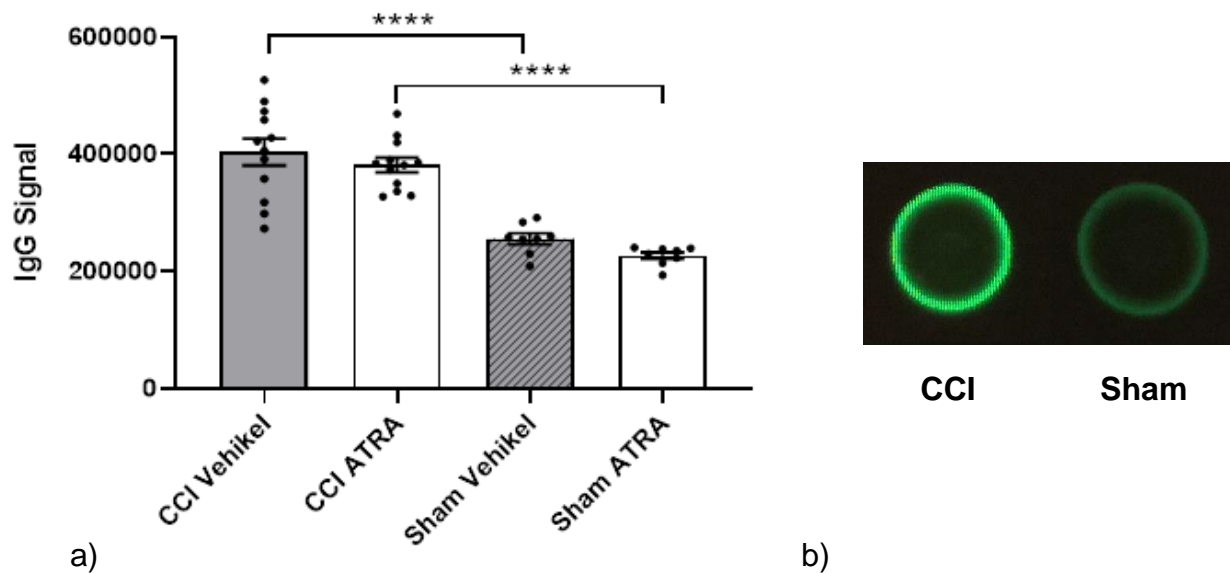 ****
****
600000
400000
200000
0
IgG Signal
CCI Vehikel
CCI ATRA
Sham Vehikel
Sham ATRA
CCI
Sham
a)
b)